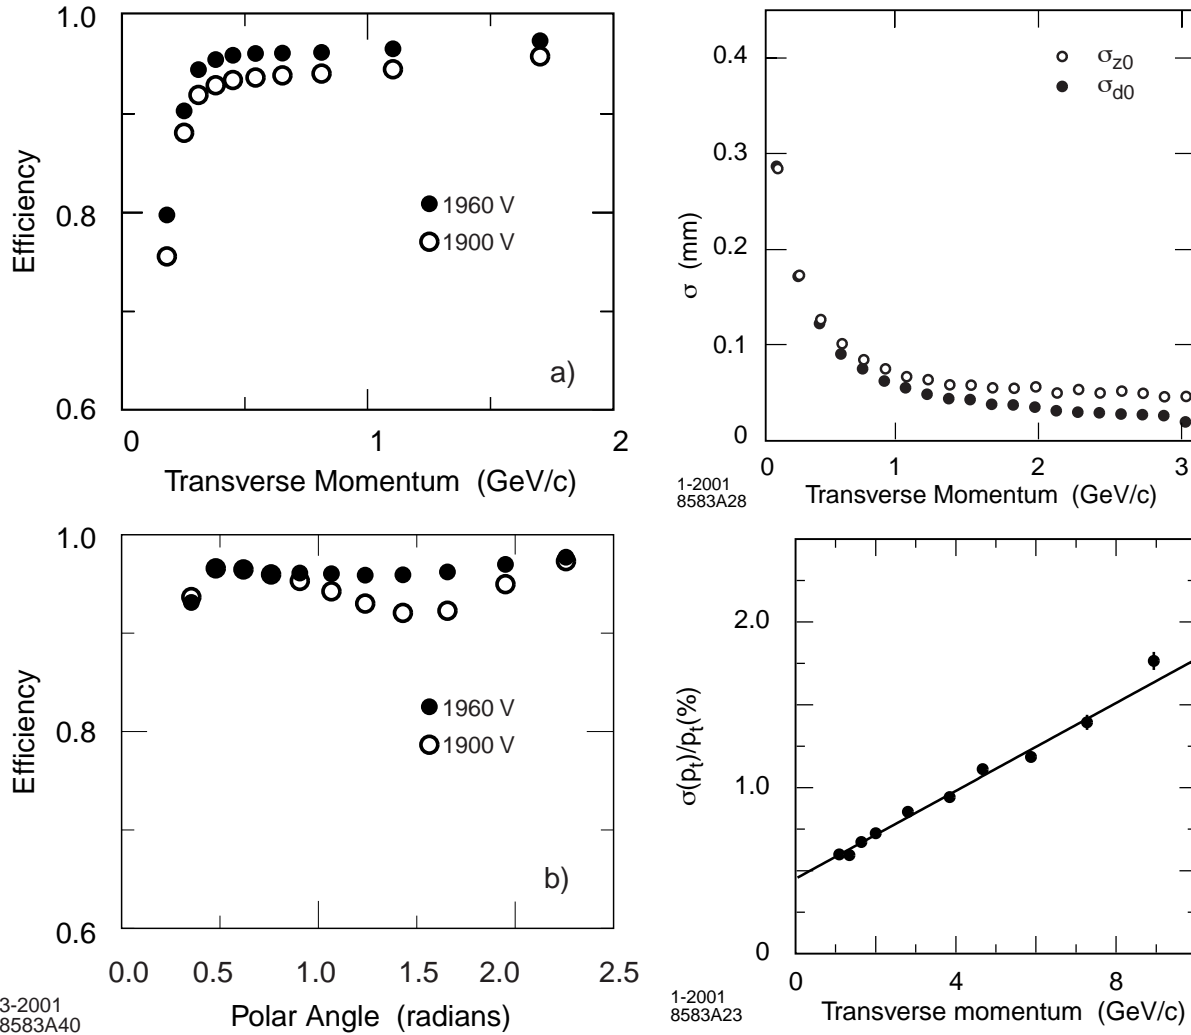 1.0
0.8
0.6
Efficiency
1960 V
1900 V
a)
0 1 2
Transverse Momentum (GeV/c)
1.0
0.8
0.6
Efficiency
1960 V
1900 V
b)
0.0 0.5 1.0 1.5 2.0 2.5
Polar Angle (radians)
3-2001
8583A40
0.4
0.3
0.2
0.1
0
σ (mm)
σz0
σd0
0 1 2 3
Transverse Momentum (GeV/c)
1-2001
8583A28
2.0
1.0
0
σ(pt)/pt(%)
0 4 8
Transverse momentum (GeV/c)
1-2001
8583A23